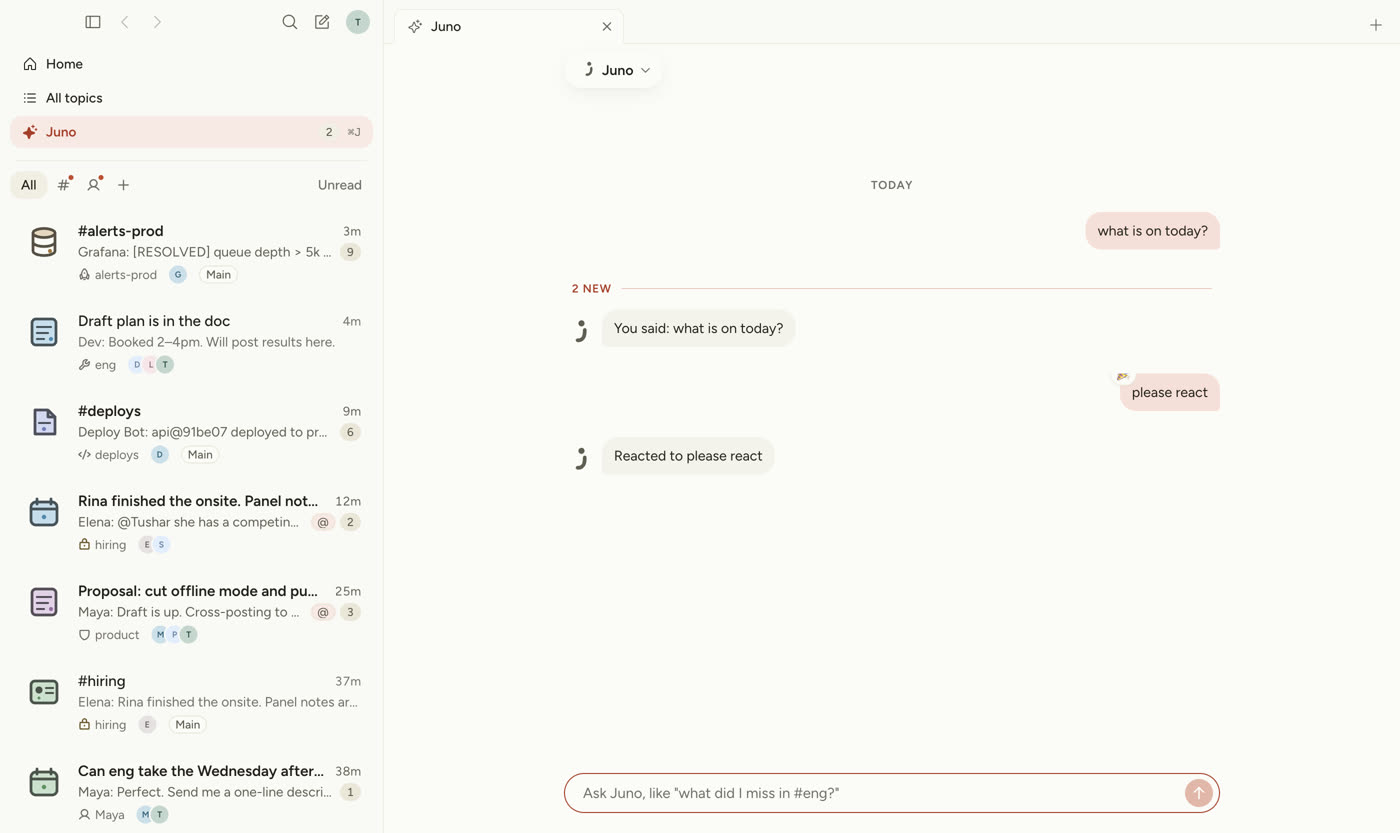 T
Home
All topics
Juno 2 ⌘J
All # Unread
#alerts-prod 3m
Grafana: [RESOLVED] queue depth > 5k ... 9
alerts-prod G Main
Draft plan is in the doc 4m
Dev: Booked 2–4pm. Will post results here.
eng D L T
#deploys 9m
Deploy Bot: api@91be07 deployed to pr... 6
deploys D Main
Rina finished the onsite. Panel not... 12m
Elena: @Tushar she has a competin... @ 2
hiring E S
Proposal: cut offline mode and pu... 25m
Maya: Draft is up. Cross-posting to ... @ 3
product M P T
#hiring 37m
Elena: Rina finished the onsite. Panel notes ar...
hiring E Main
Can eng take the Wednesday after... 38m
Maya: Perfect. Send me a one-line descri... 1
Maya M T
Juno
Juno
TODAY
what is on today?
2 NEW
You said: what is on today?
please react
Reacted to please react
Ask Juno, like "what did I miss in #eng?"